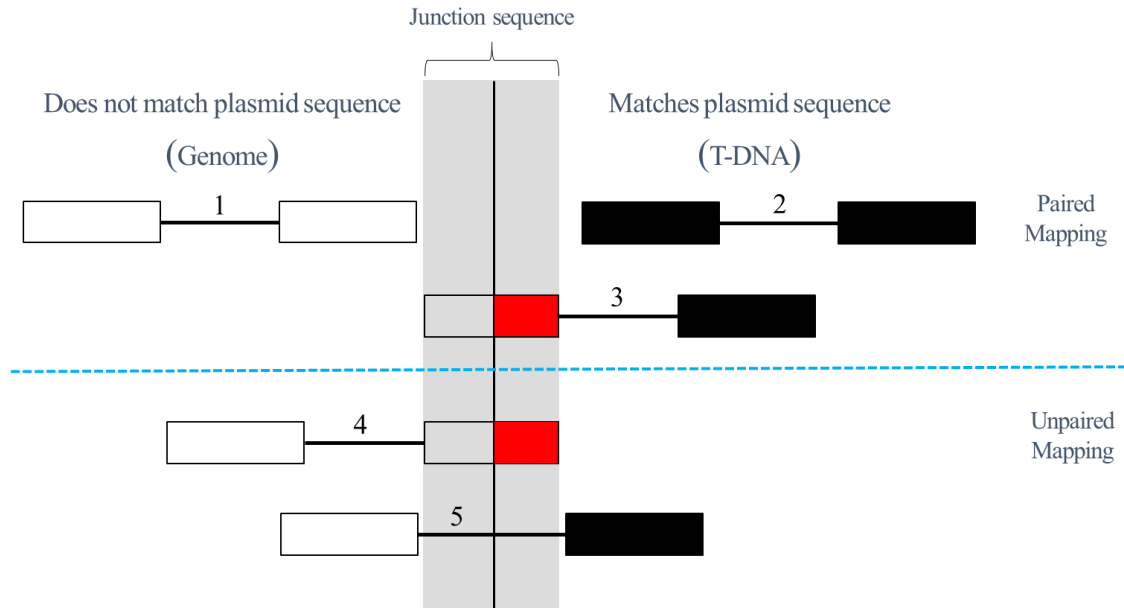 Junction sequence
Does not match plasmid sequence
(Genome)
Matches plasmid sequence
(T-DNA)
1
2
Paired
Mapping
3
4
Unpaired
Mapping
5